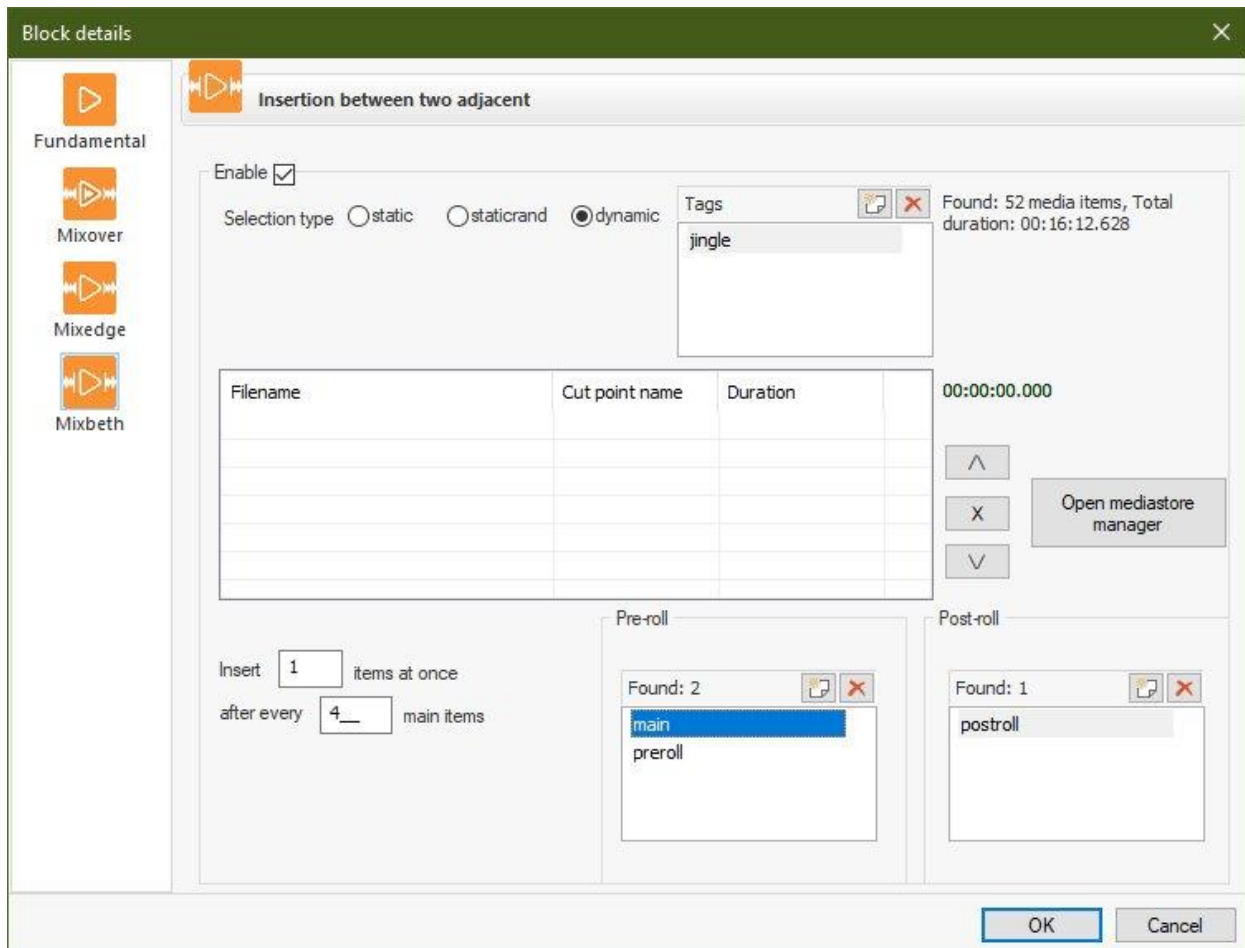 Block details
Fundamental
Mixover
Mixedge
Mixbeth
Insertion between two adjacent
Enable
Selection type static staticrand dynamic
Tags
jingle
Found: 52 media items, Total
duration: 00:16:12.628
Filename Cut point name Duration
00:00:00.000
X
Open mediastore
manager
Insert 1 items at once
after every 4__ main items
Pre-roll
Found: 2
main
preroll
Post-roll
Found: 1
postroll
OK Cancel